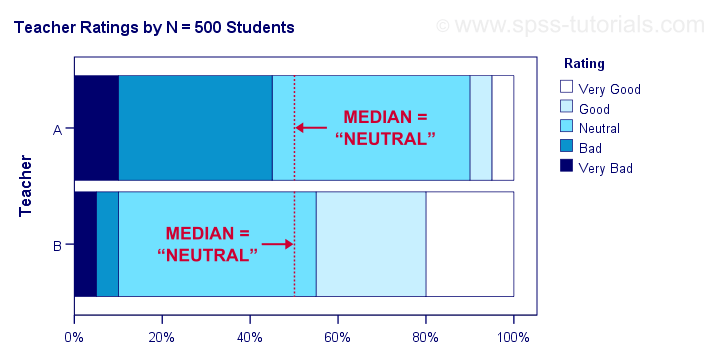 © www.spss-tutorials.com
Teacher Ratings by N = 500 Students
Rating
Very Good
Good
Neutral
Bad
Very Bad
Teacher
A
MEDIAN =
“NEUTRAL”
B
MEDIAN =
“NEUTRAL”
0% 20% 40% 60% 80% 100%